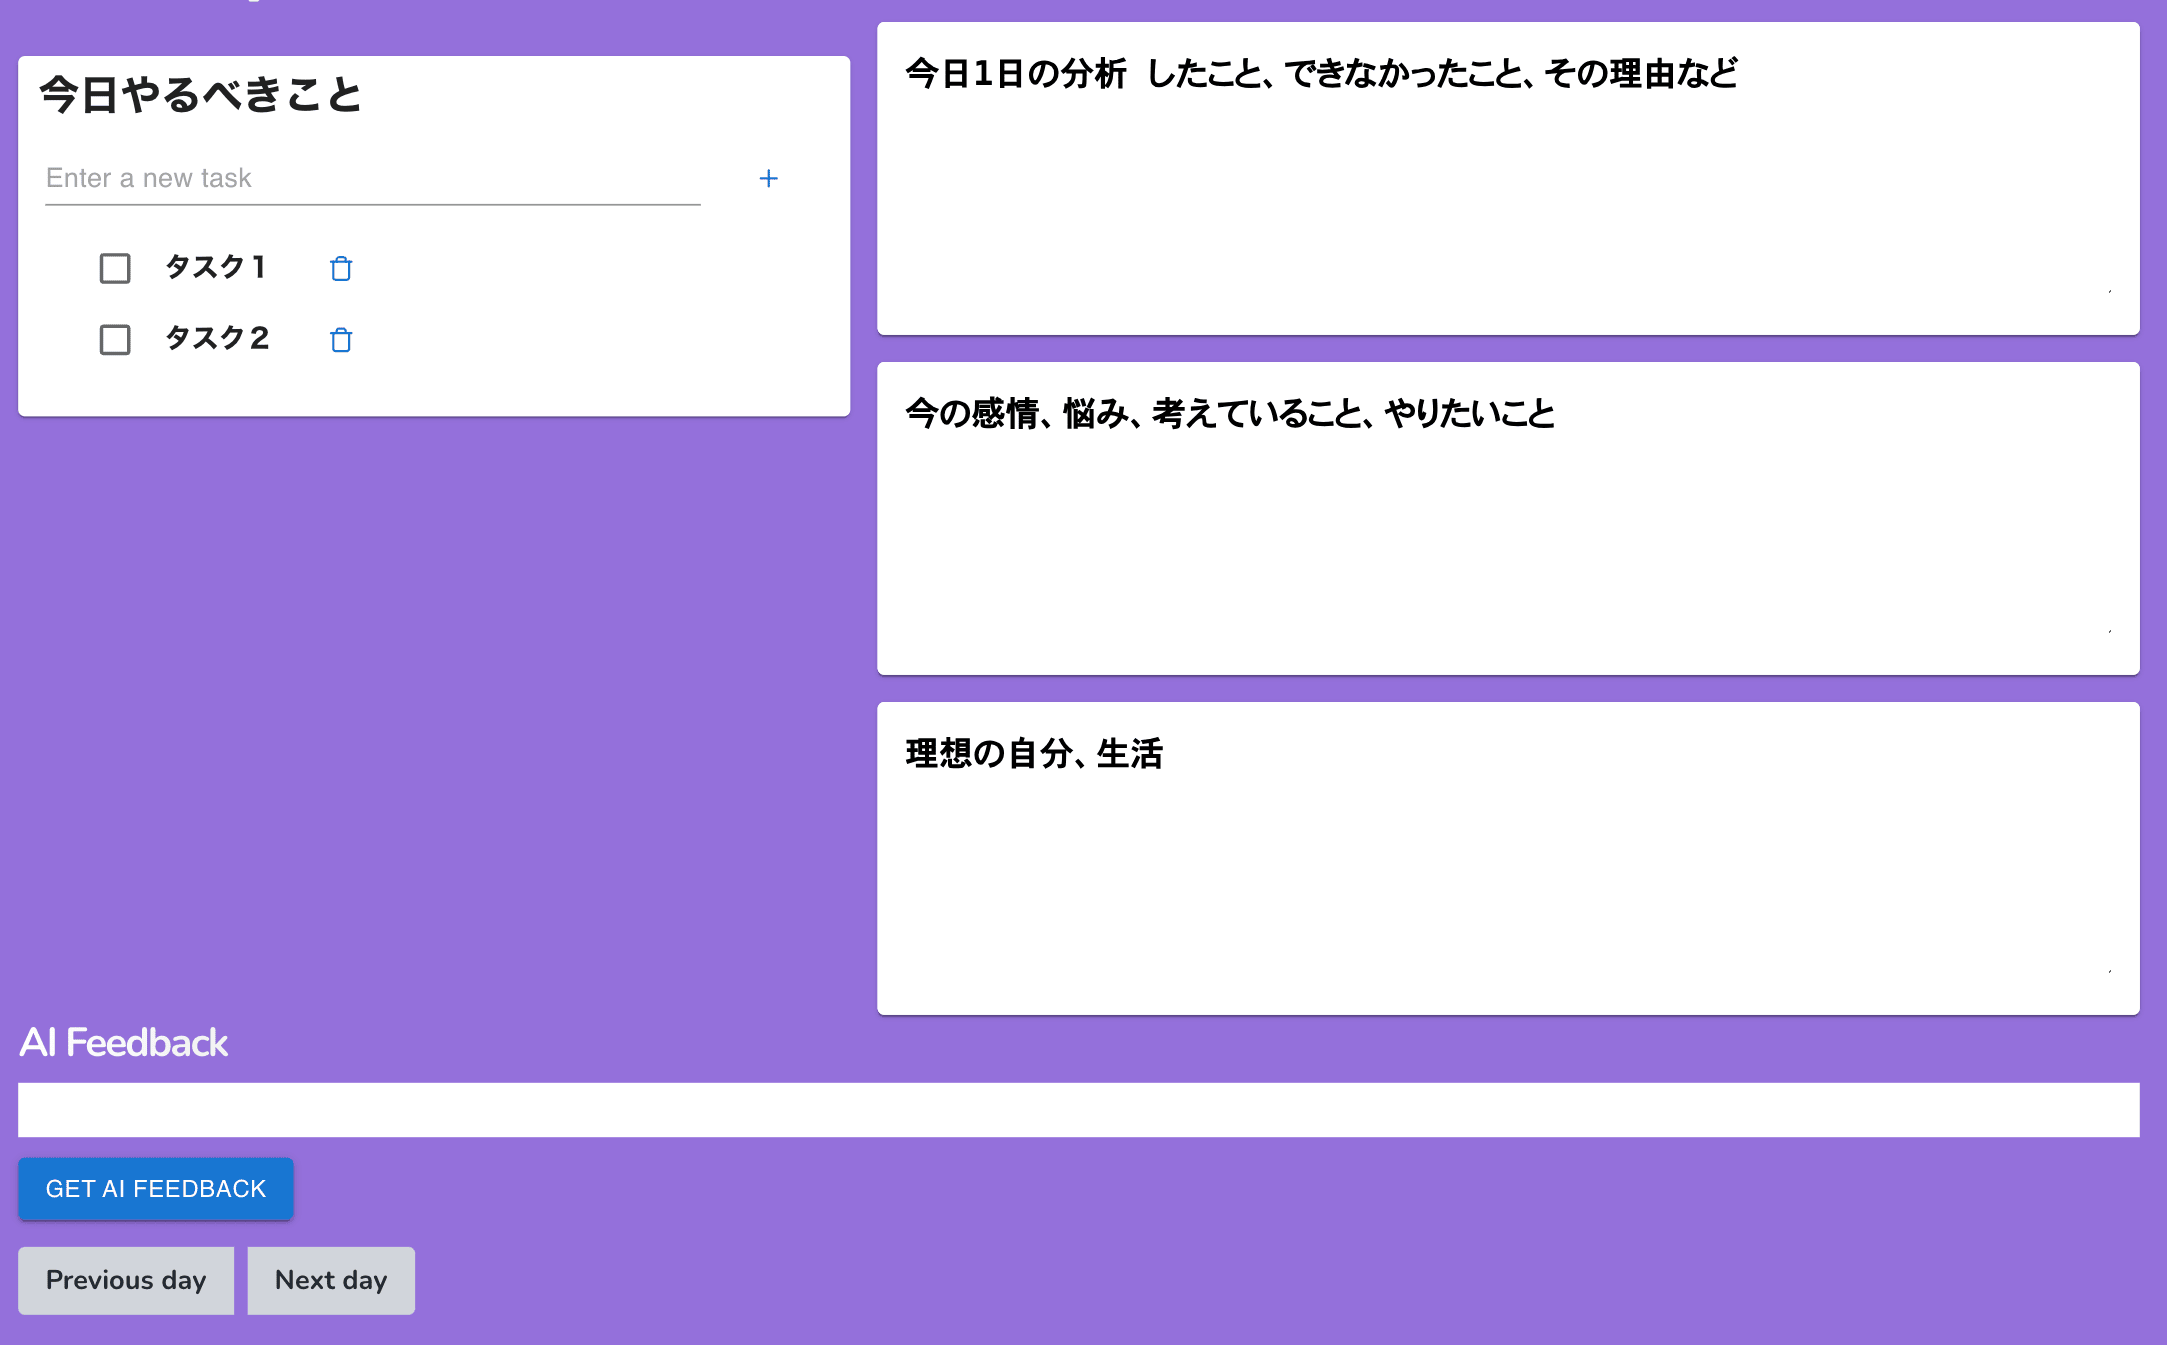 今日やるべきこと
Enter a new task
タスク１
タスク２
今日1日の分析 したこと、できなかったこと、その理由など
今の感情、悩み、考えていること、やりたいこと
理想の自分、生活
AI Feedback
GET AI FEEDBACK
Previous day
Next day